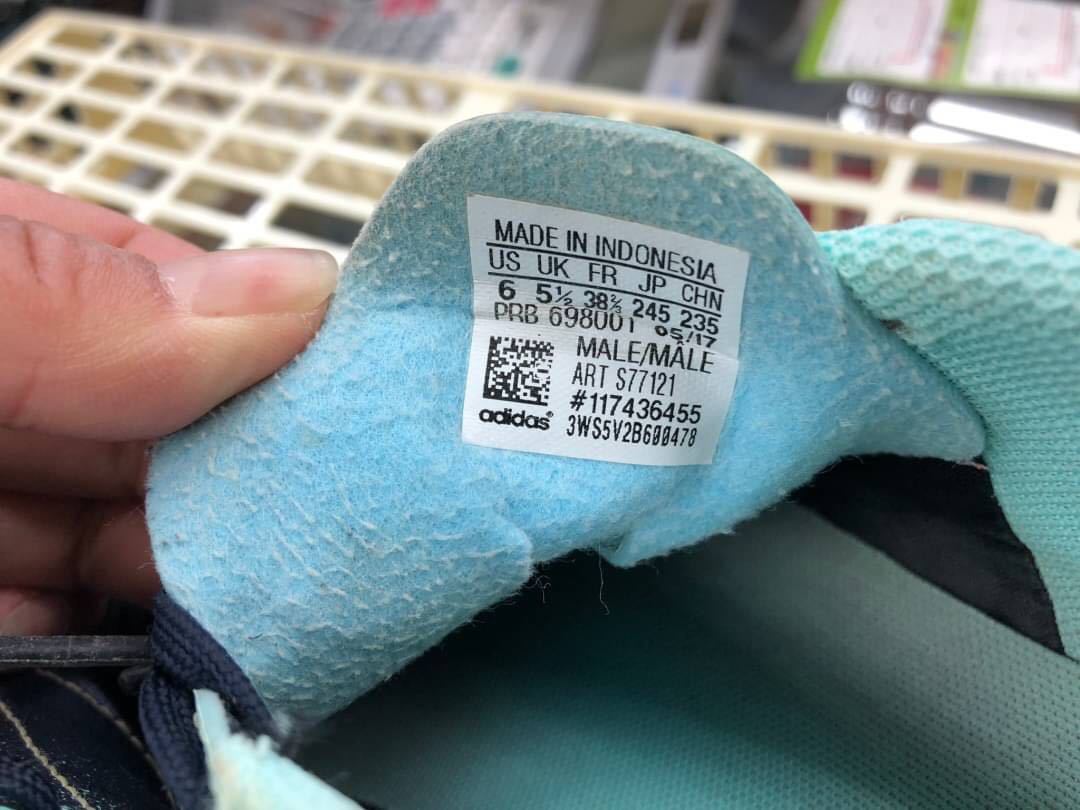 MADE IN INDONESIA
US UK FR JP CHN
6 5½ 38⅔ 245 235
PRB 698001 05/17
MALE/MÂLE
ART S77121
#117436455
adidas® 3WS5V2B600478